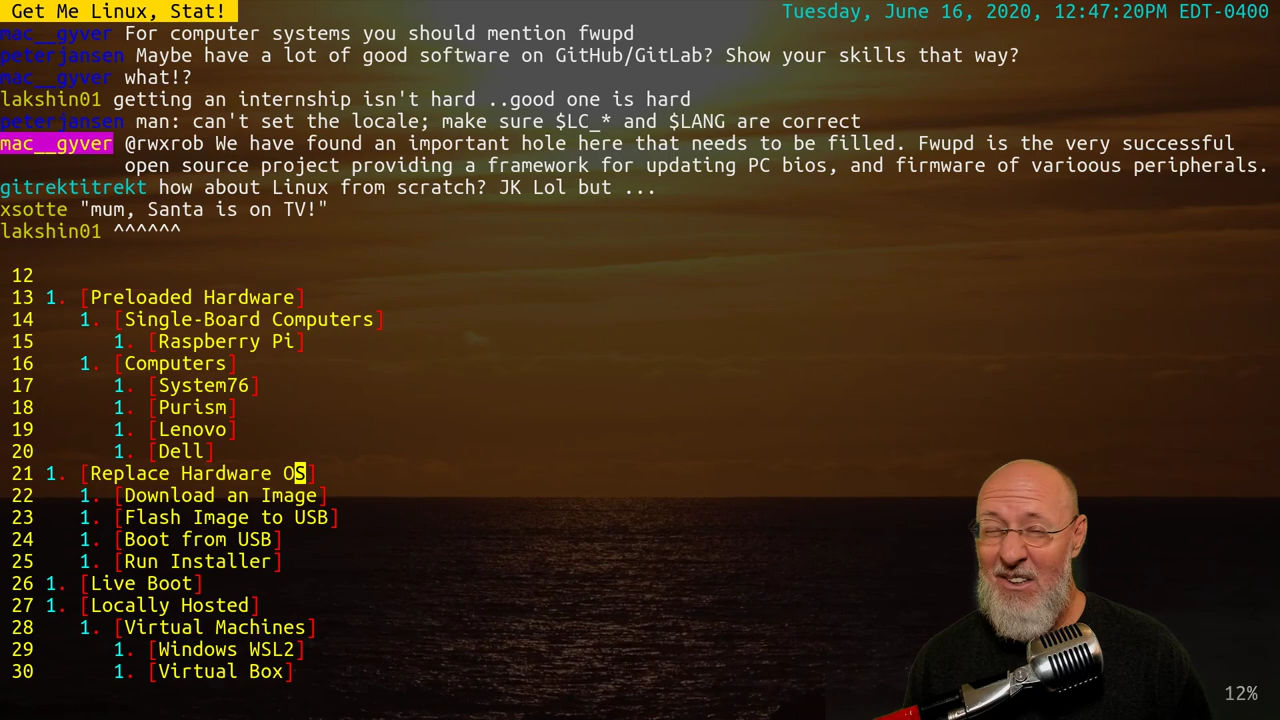 Get Me Linux, Stat!
Tuesday, June 16, 2020, 12:47:20PM EDT-0400
mac__gyver For computer systems you should mention fwupd
peterjansen Maybe have a lot of good software on GitHub/GitLab? Show your skills that way?
mac__gyver what!?
lakshin01 getting an internship isn't hard ..good one is hard
peterjansen man: can't set the locale; make sure $LC_* and $LANG are correct
mac__gyver @rwxrob We have found an important hole here that needs to be filled. Fwupd is the very successful
open source project providing a framework for updating PC bios, and firmware of varioous peripherals.
gitrektitrekt how about Linux from scratch? JK Lol but ...
xsotte "mum, Santa is on TV!"
lakshin01 ^^^^^^
12
13 1. [Preloaded Hardware]
14 1. [Single-Board Computers]
15 1. [Raspberry Pi]
16 1. [Computers]
17 1. [System76]
18 1. [Purism]
19 1. [Lenovo]
20 1. [Dell]
21 1. [Replace Hardware OS]
22 1. [Download an Image]
23 1. [Flash Image to USB]
24 1. [Boot from USB]
25 1. [Run Installer]
26 1. [Live Boot]
27 1. [Locally Hosted]
28 1. [Virtual Machines]
29 1. [Windows WSL2]
30 1. [Virtual Box]
12%